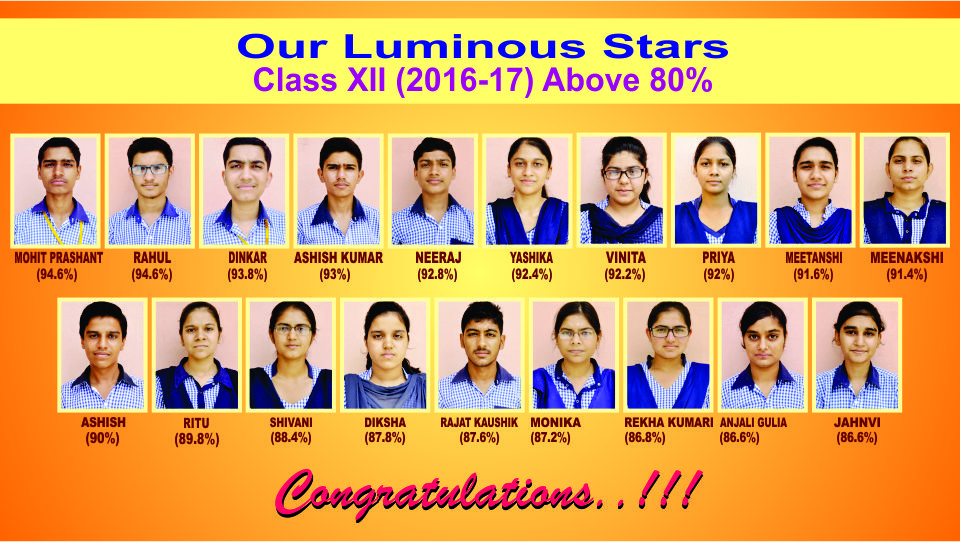 Our Luminous Stars
Class XII (2016-17) Above 80%
MOHIT PRASHANT RAHUL DINKAR ASHISH KUMAR NEERAJ YASHIKA VINITA PRIYA MEETANSHI MEENAKSHI
(94.6%) (94.6%) (93.8%) (93%) (92.8%) (92.4%) (92.2%) (92%) (91.6%) (91.4%)
ASHISH RITU SHIVANI DIKSHA RAJAT KAUSHIK MONIKA REKHA KUMARI ANJALI GULIA JAHNVI
(90%) (89.8%) (88.4%) (87.8%) (87.6%) (87.2%) (86.8%) (86.6%) (86.6%)
Congratulations..!!!